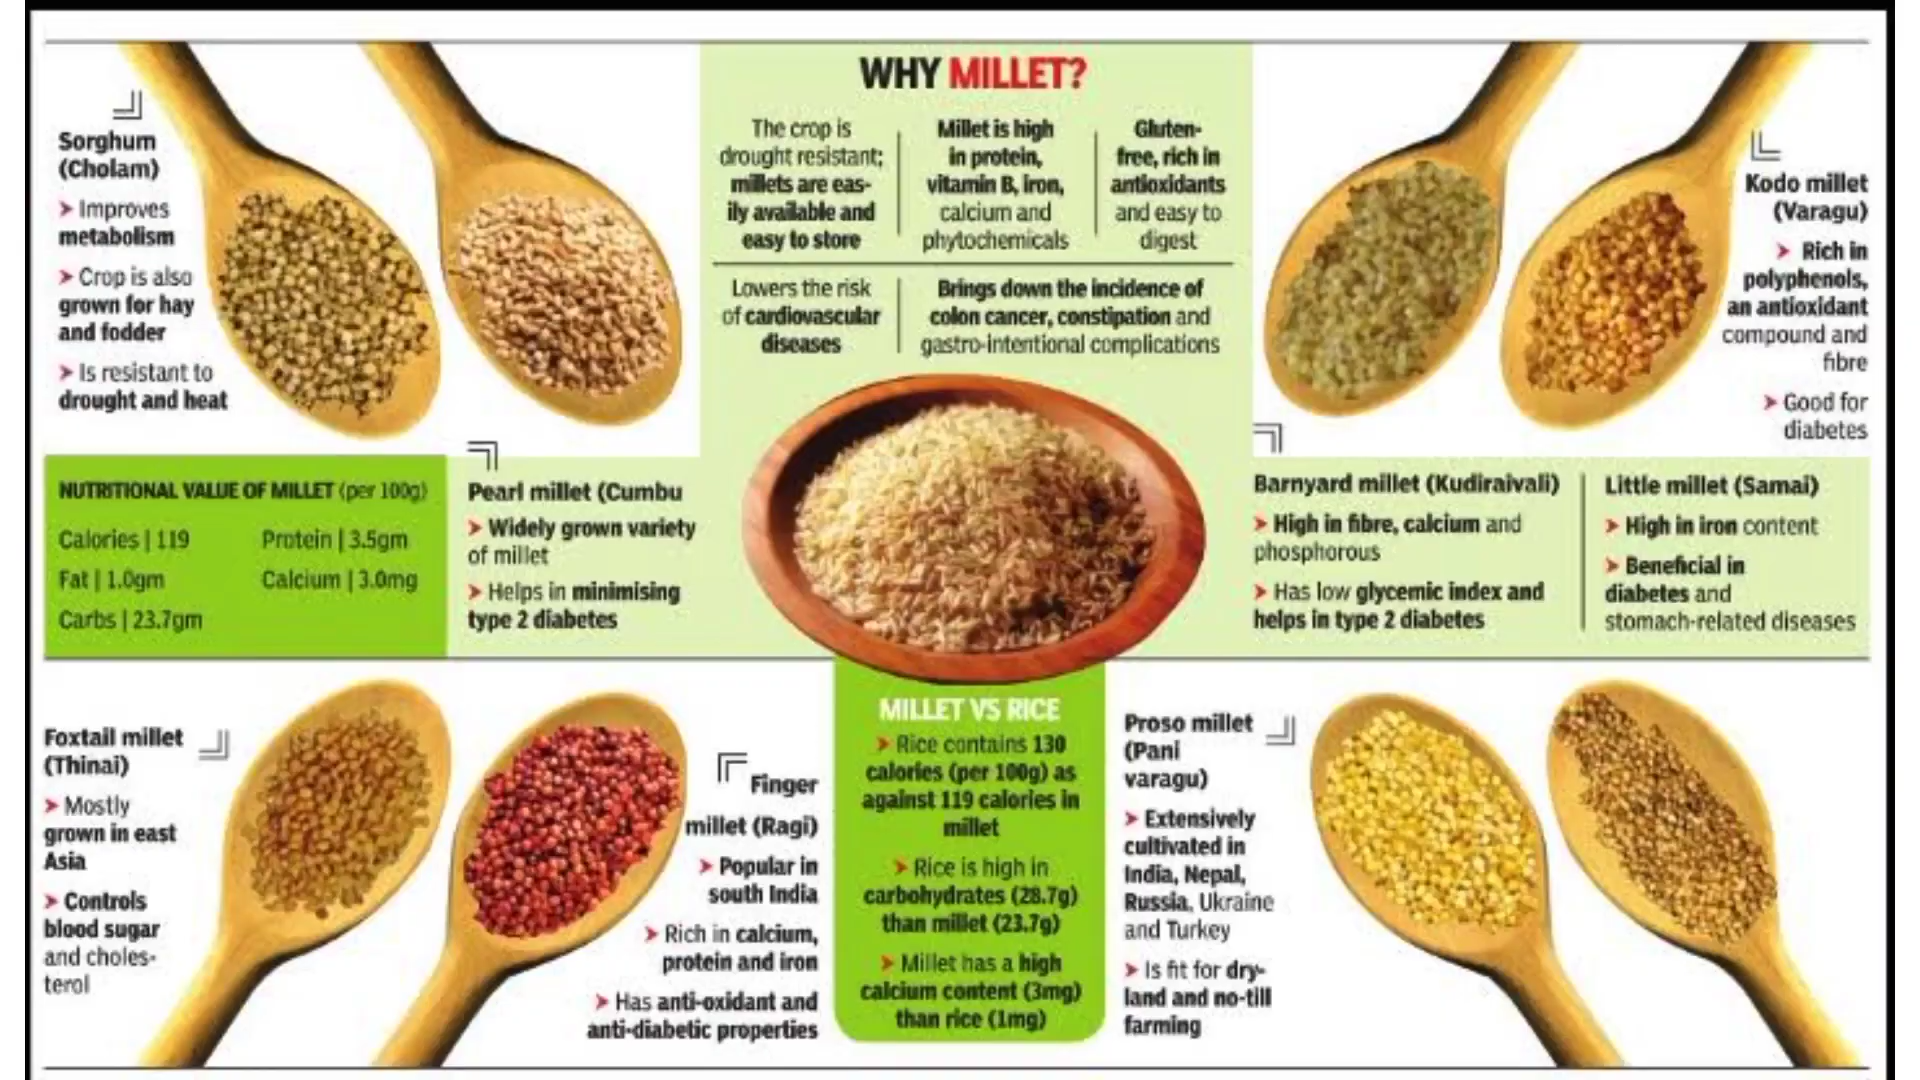 WHY MILLET?
The crop is
drought resistant;
millets are eas-
ily available and
easy to store
Millet is high
in protein,
vitamin B, iron,
calcium and
phytochemicals
Gluten-
free, rich in
antioxidants
and easy to
digest
Lowers the risk
of cardiovascular
diseases
Brings down the incidence of
colon cancer, constipation and
gastro-intentional complications
Sorghum
(Cholam)
➤ Improves
metabolism
➤ Crop is also
grown for hay
and fodder
➤ Is resistant to
drought and heat
Kodo millet
(Varagu)
➤ Rich in
polyphenols,
an antioxidant
compound and
fibre
➤ Good for
diabetes
NUTRITIONAL VALUE OF MILLET (per 100g)
Calories | 119
Protein | 3.5gm
Fat | 1.0gm
Calcium | 3.0mg
Carbs | 23.7gm
Pearl millet (Cumbu
➤ Widely grown variety
of millet
➤ Helps in minimising
type 2 diabetes
Barnyard millet (Kudiraivali)
➤ High in fibre, calcium and
phosphorous
➤ Has low glycemic index and
helps in type 2 diabetes
Little millet (Samai)
➤ High in iron content
➤ Beneficial in
diabetes and
stomach-related diseases
Foxtail millet
(Thinai)
➤ Mostly
grown in east
Asia
➤ Controls
blood sugar
and choles-
terol
Finger
millet (Ragi)
➤ Popular in
south India
➤ Rich in calcium,
protein and iron
➤ Has anti-oxidant and
anti-diabetic properties
MILLET VS RICE
➤ Rice contains 130
calories (per 100g) as
against 119 calories in
millet
➤ Rice is high in
carbohydrates (28.7g)
than millet (23.7g)
➤ Millet has a high
calcium content (3mg)
than rice (1mg)
Proso millet
(Pani
varagu)
➤ Extensively
cultivated in
India, Nepal,
Russia, Ukraine
and Turkey
➤ Is fit for dry-
land and no-till
farming